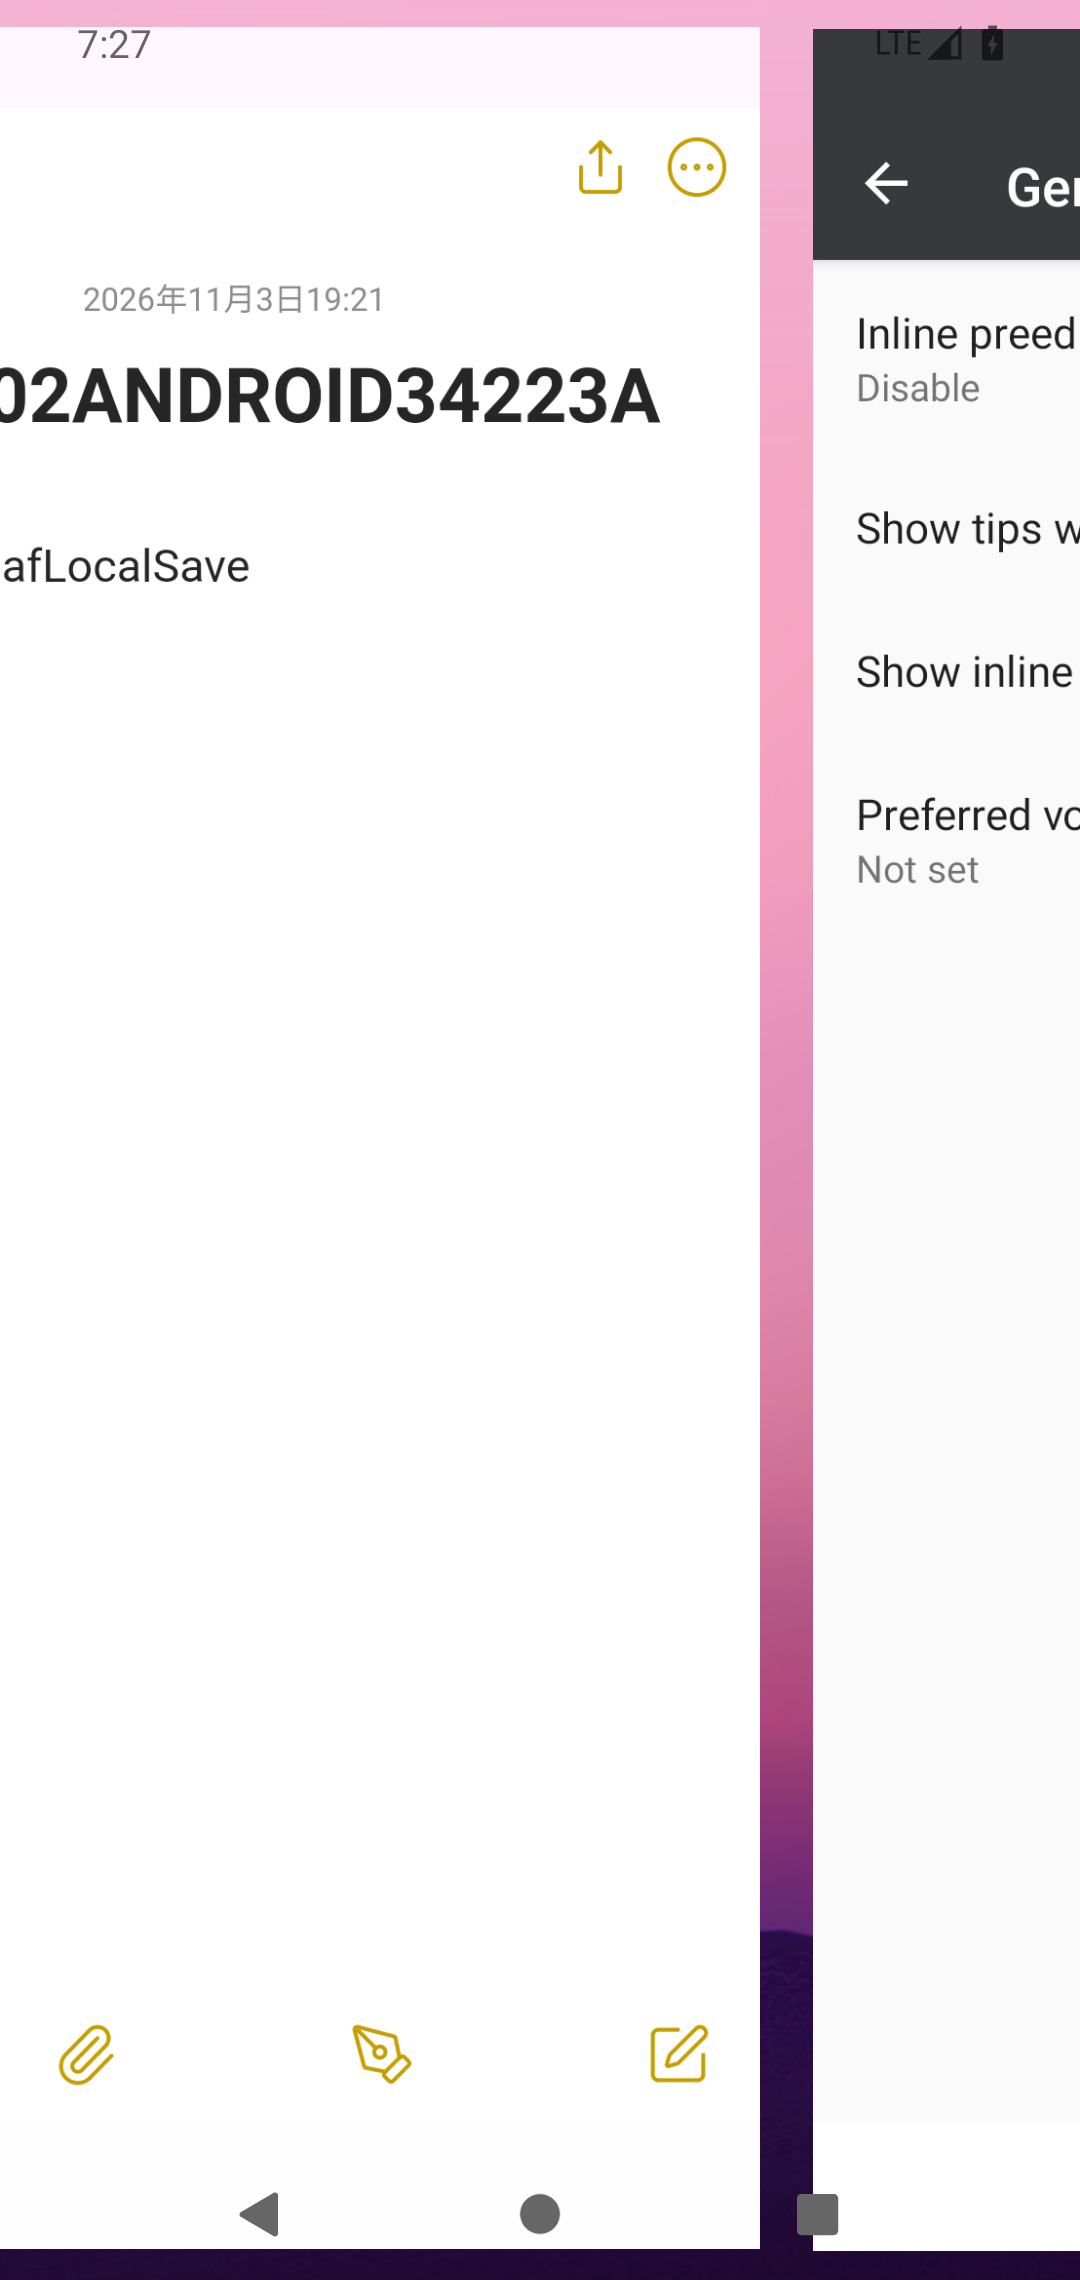 7:27
2026年11月3日19:21
02ANDROID34223A
afLocalSave
LTE
Ger
Inline preed
Disable
Show tips w
Show inline
Preferred vo
Not set